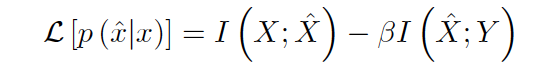 𝓛 [p (x̂|x)] = I (X; X̂) − βI (X̂; Y)